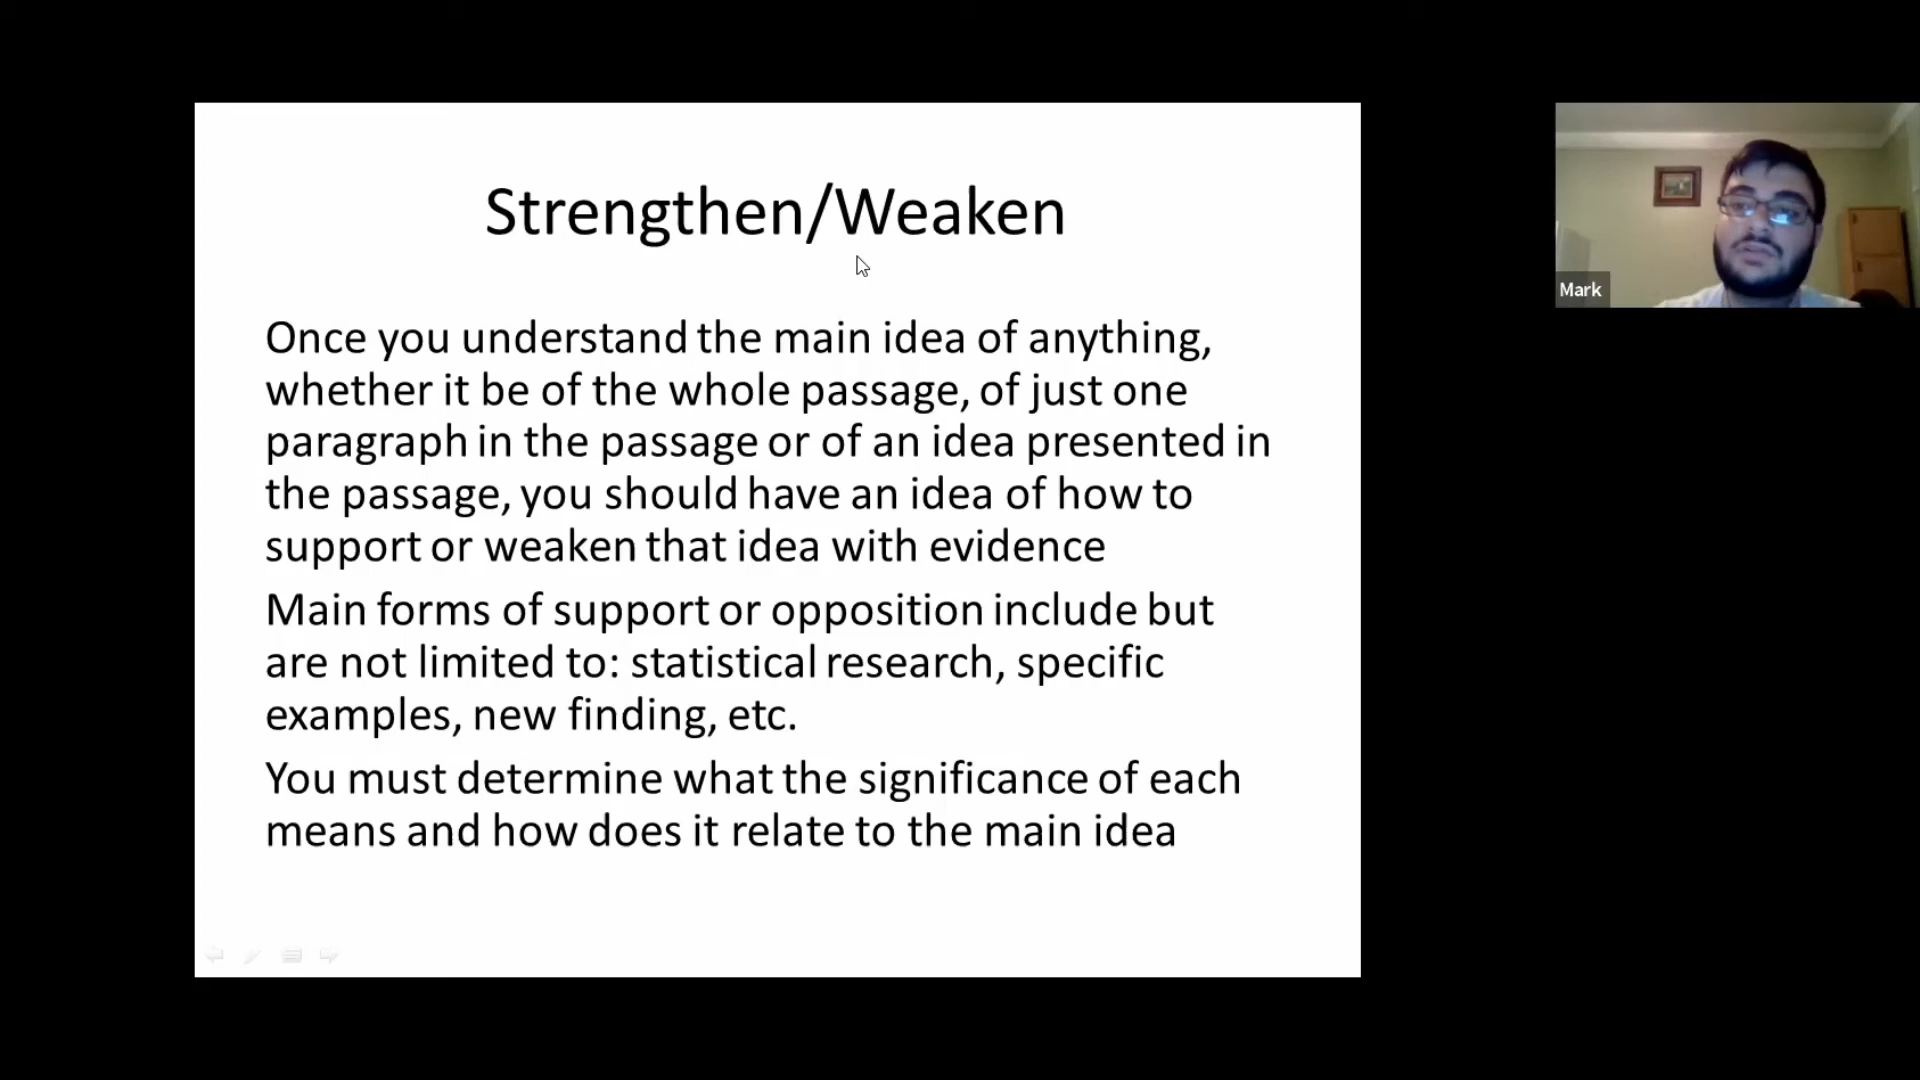 Strengthen/Weaken
Once you understand the main idea of anything,
whether it be of the whole passage, of just one
paragraph in the passage or of an idea presented in
the passage, you should have an idea of how to
support or weaken that idea with evidence
Main forms of support or opposition include but
are not limited to: statistical research, specific
examples, new finding, etc.
You must determine what the significance of each
means and how does it relate to the main idea
Mark